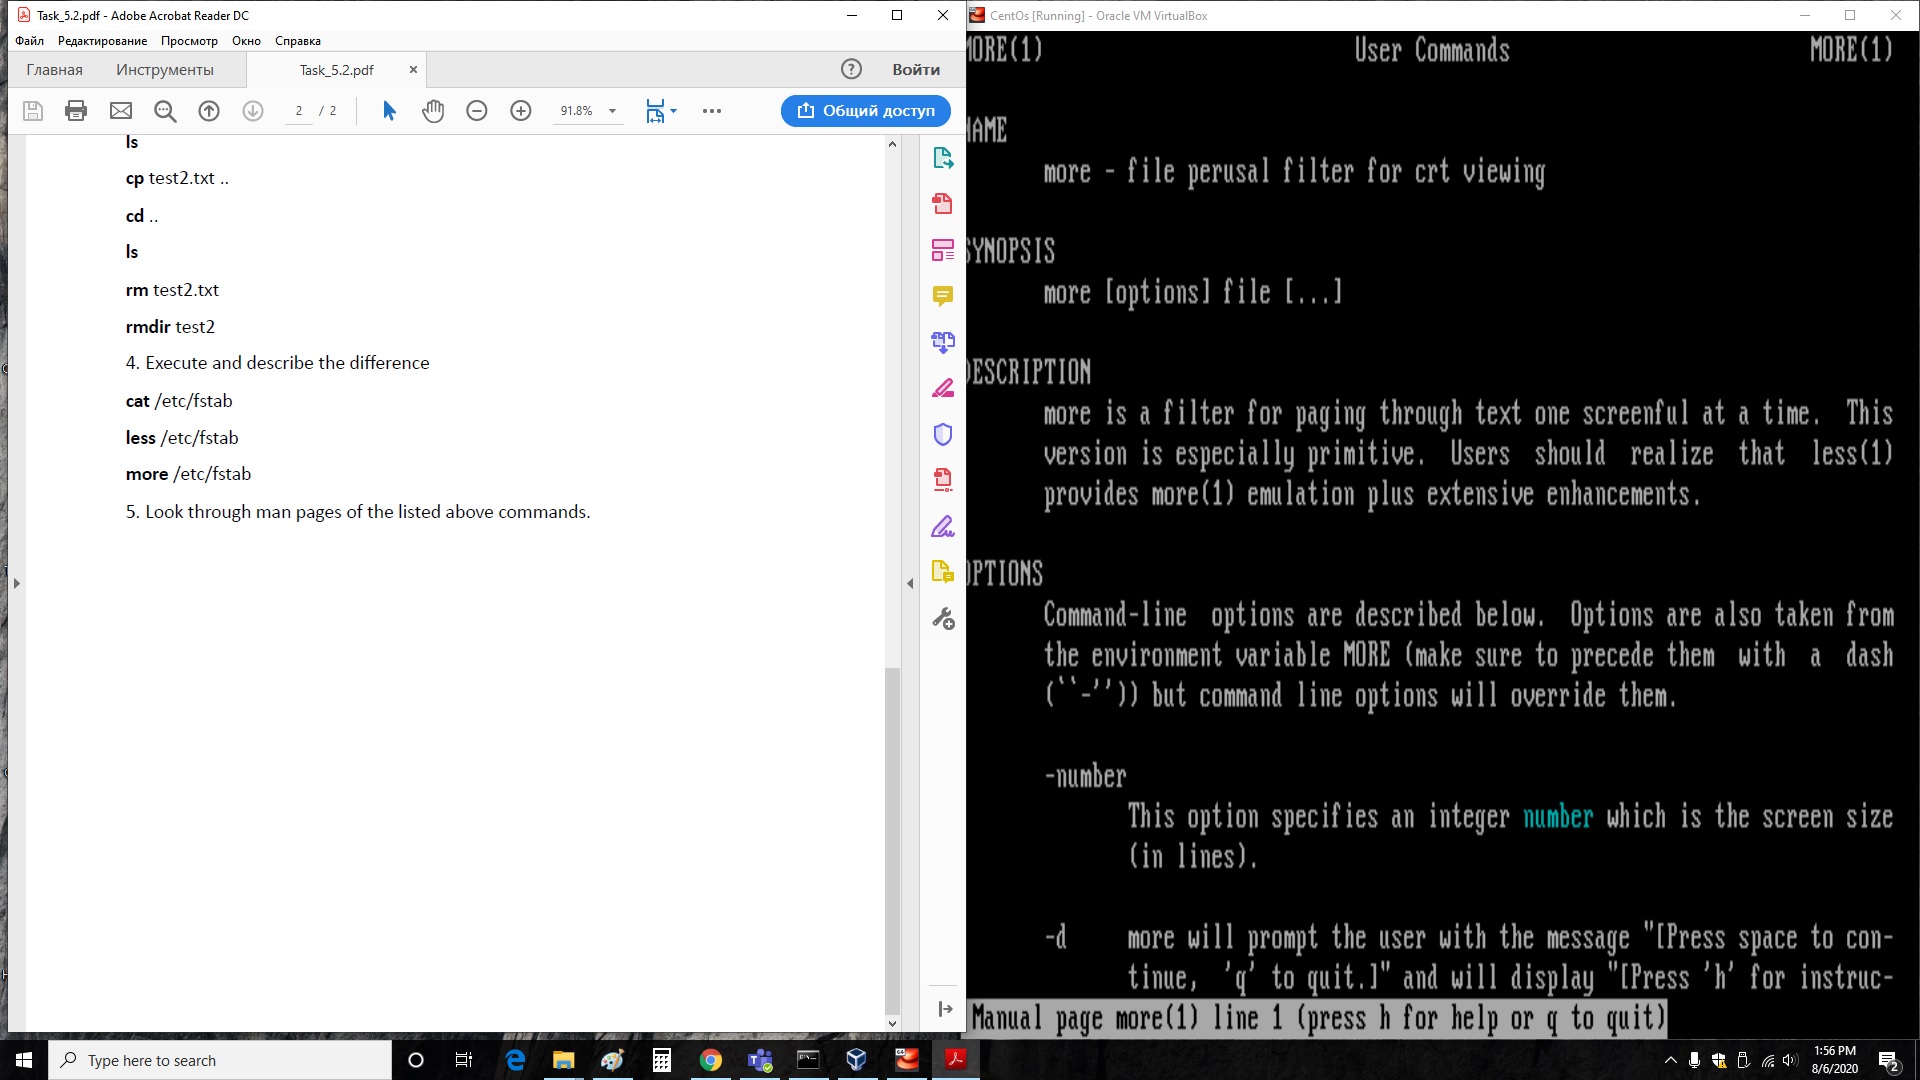 Task_5.2.pdf - Adobe Acrobat Reader DC
Файл Редактирование Просмотр Окно Справка
Главная Инструменты Task_5.2.pdf × ? Войти
2 / 2 91.8% Общий доступ
ls
cp test2.txt ..
cd ..
ls
rm test2.txt
rmdir test2
4. Execute and describe the difference
cat /etc/fstab
less /etc/fstab
more /etc/fstab
5. Look through man pages of the listed above commands.
CentOs [Running] - Oracle VM VirtualBox
MORE(1) User Commands MORE(1)
NAME
more - file perusal filter for crt viewing
SYNOPSIS
more [options] file [...]
DESCRIPTION
more is a filter for paging through text one screenful at a time. This
version is especially primitive. Users should realize that less(1)
provides more(1) emulation plus extensive enhancements.
OPTIONS
Command-line options are described below. Options are also taken from
the environment variable MORE (make sure to precede them with a dash
(``-'')) but command line options will override them.
-number
This option specifies an integer number which is the screen size
(in lines).
-d more will prompt the user with the message "[Press space to con-
tinue, 'q' to quit.]" and will display "[Press 'h' for instruc-
Manual page more(1) line 1 (press h for help or q to quit)
Type here to search
1:56 PM
8/6/2020
2